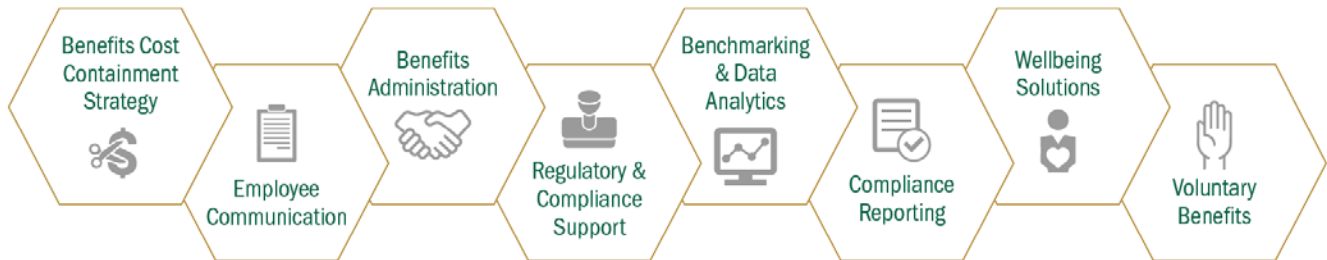 Benefits Cost
Containment
Strategy
Employee
Communication
Benefits
Administration
Regulatory &
Compliance
Support
Benchmarking
& Data
Analytics
Compliance
Reporting
Wellbeing
Solutions
Voluntary
Benefits